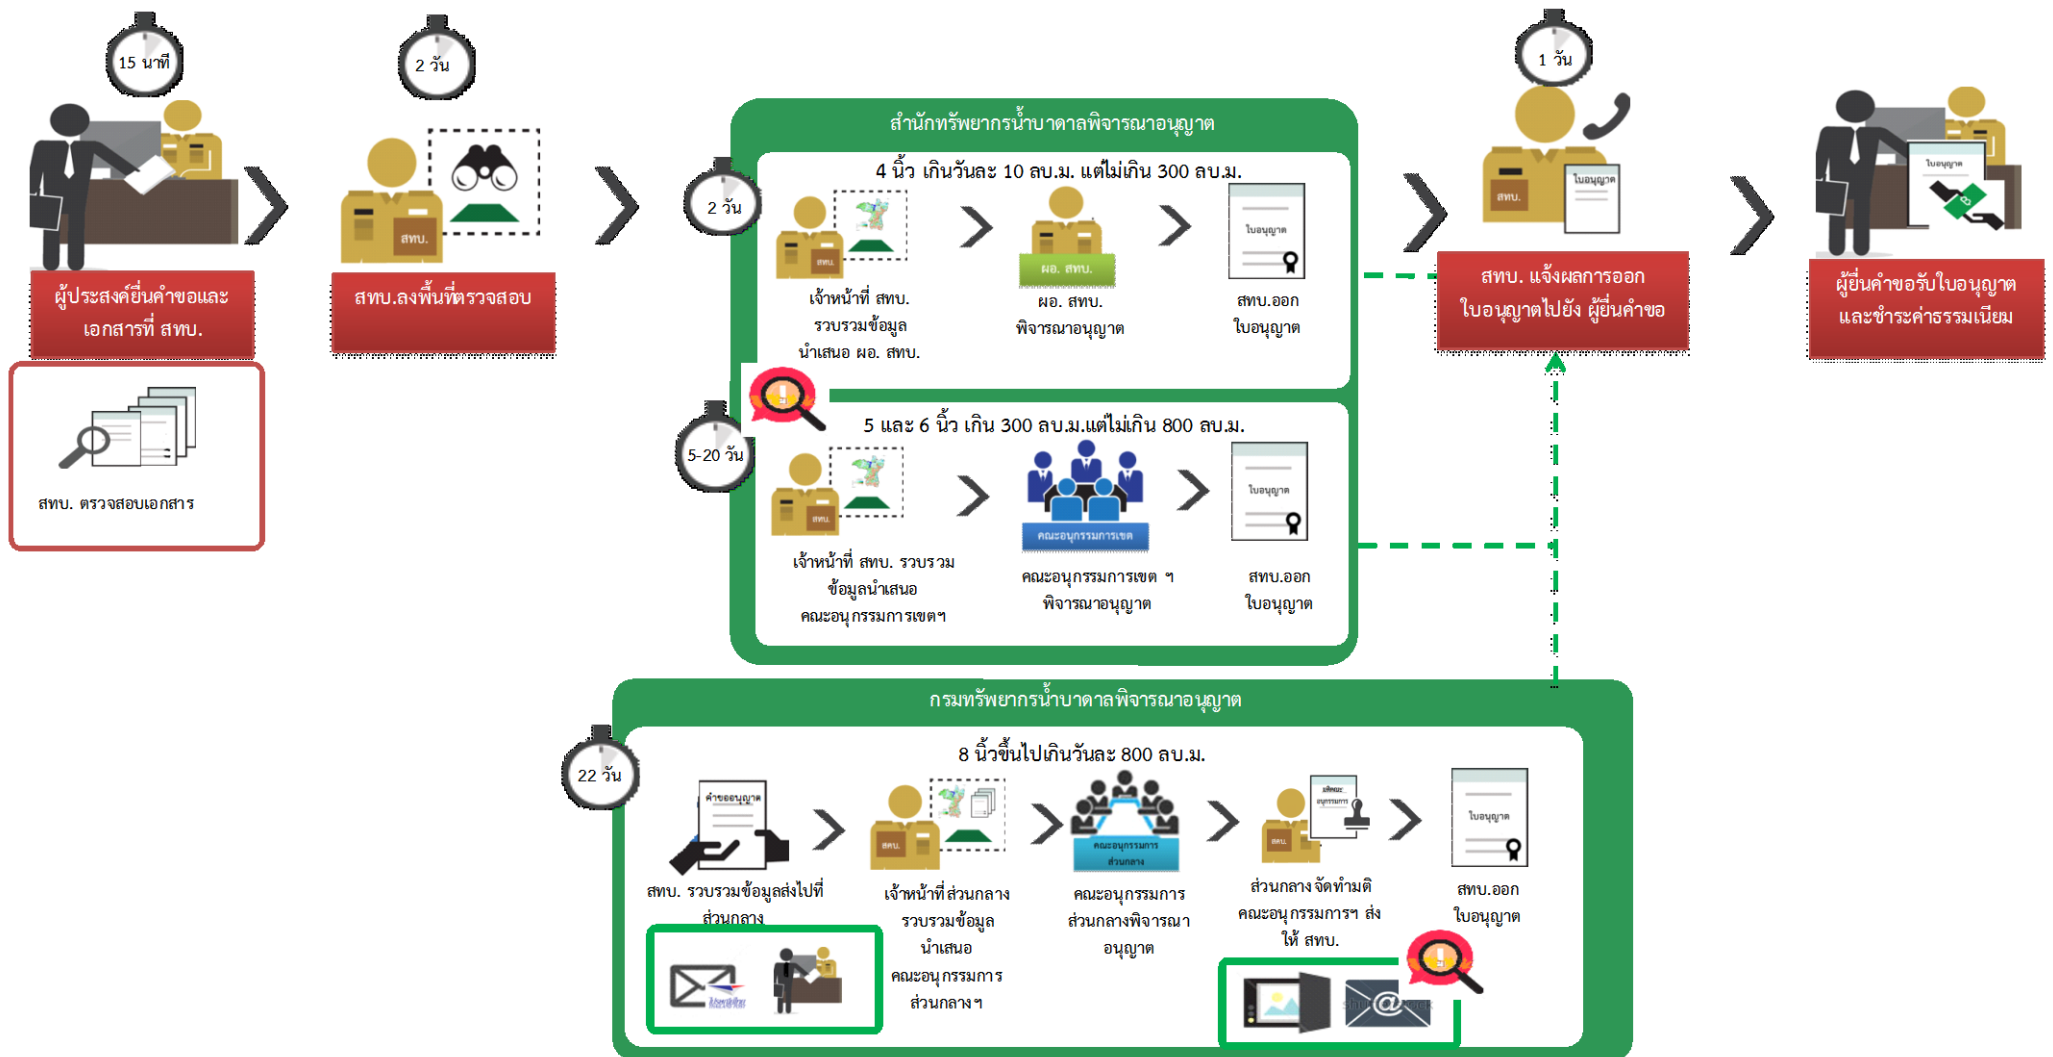 15 นาที
ผู้ประสงค์ยื่นคำขอและ
เอกสารที่ สทบ.
สทบ. ตรวจสอบเอกสาร
2 วัน
สทบ.
สทบ.ลงพื้นที่ตรวจสอบ
สำนักทรัพยากรน้ำบาดาลพิจารณาอนุญาต
2 วัน
4 นิ้ว เกินวันละ 10 ลบ.ม. แต่ไม่เกิน 300 ลบ.ม.
สทบ.
เจ้าหน้าที่ สทบ.
รวบรวมข้อมูล
นำเสนอ ผอ. สทบ.
ผอ. สทบ.
ผอ. สทบ.
พิจารณาอนุญาต
ใบอนุญาต
สทบ.ออก
ใบอนุญาต
5-20 วัน
5 และ 6 นิ้ว เกิน 300 ลบ.ม.แต่ไม่เกิน 800 ลบ.ม.
สทบ.
เจ้าหน้าที่ สทบ. รวบรวม
ข้อมูลนำเสนอ
คณะอนุกรรมการเขตฯ
คณะอนุกรรมการเขต
คณะอนุกรรมการเขต ฯ
พิจารณาอนุญาต
ใบอนุญาต
สทบ.ออก
ใบอนุญาต
กรมทรัพยากรน้ำบาดาลพิจารณาอนุญาต
22 วัน
8 นิ้วขึ้นไปเกินวันละ 800 ลบ.ม.
คำขออนุญาต
สทบ. รวบรวมข้อมูลส่งไปที่
ส่วนกลาง
เจ้าหน้าที่ส่วนกลาง
รวบรวมข้อมูล
นำเสนอ
คณะอนุกรรมการ
ส่วนกลางฯ
คณะอนุกรรมการ
ส่วนกลาง
คณะอนุกรรมการ
ส่วนกลางพิจารณา
อนุญาต
อนุกรรมการ
ส่วนกลาง จัดทำมติ
คณะอนุกรรมการฯ ส่ง
ให้ สทบ.
@
ใบอนุญาต
สทบ.ออก
ใบอนุญาต
1 วัน
สทบ.
ใบอนุญาต
สทบ. แจ้งผลการออก
ใบอนุญาตไปยัง ผู้ยื่นคำขอ
ใบอนุญาต
ผู้ยื่นคำขอรับใบอนุญาต
และชำระค่าธรรมเนียม